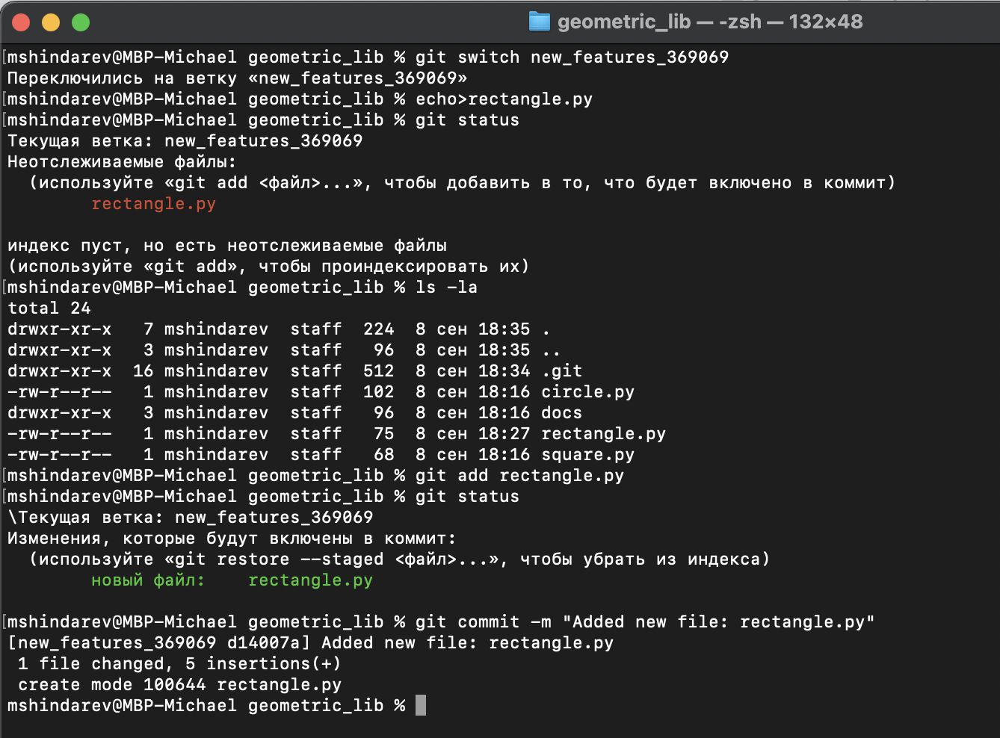 geometric_lib — -zsh — 132×48
mshindarev@MBP-Michael geometric_lib % git switch new_features_369069
Переключились на ветку «new_features_369069»
mshindarev@MBP-Michael geometric_lib % echo>rectangle.py
mshindarev@MBP-Michael geometric_lib % git status
Текущая ветка: new_features_369069
Неотслеживаемые файлы:
  (используйте «git add <файл>...», чтобы добавить в то, что будет включено в коммит)
        rectangle.py
индекс пуст, но есть неотслеживаемые файлы
(используйте «git add», чтобы проиндексировать их)
mshindarev@MBP-Michael geometric_lib % ls -la
total 24
drwxr-xr-x   7 mshindarev  staff  224  8 сен 18:35 .
drwxr-xr-x   3 mshindarev  staff   96  8 сен 18:35 ..
drwxr-xr-x  16 mshindarev  staff  512  8 сен 18:34 .git
-rw-r--r--   1 mshindarev  staff  102  8 сен 18:16 circle.py
drwxr-xr-x   3 mshindarev  staff   96  8 сен 18:16 docs
-rw-r--r--   1 mshindarev  staff   75  8 сен 18:27 rectangle.py
-rw-r--r--   1 mshindarev  staff   68  8 сен 18:16 square.py
mshindarev@MBP-Michael geometric_lib % git add rectangle.py
mshindarev@MBP-Michael geometric_lib % git status
\Текущая ветка: new_features_369069
Изменения, которые будут включены в коммит:
  (используйте «git restore --staged <файл>...», чтобы убрать из индекса)
        новый файл:    rectangle.py
mshindarev@MBP-Michael geometric_lib % git commit -m "Added new file: rectangle.py"
[new_features_369069 d14007a] Added new file: rectangle.py
 1 file changed, 5 insertions(+)
 create mode 100644 rectangle.py
mshindarev@MBP-Michael geometric_lib %